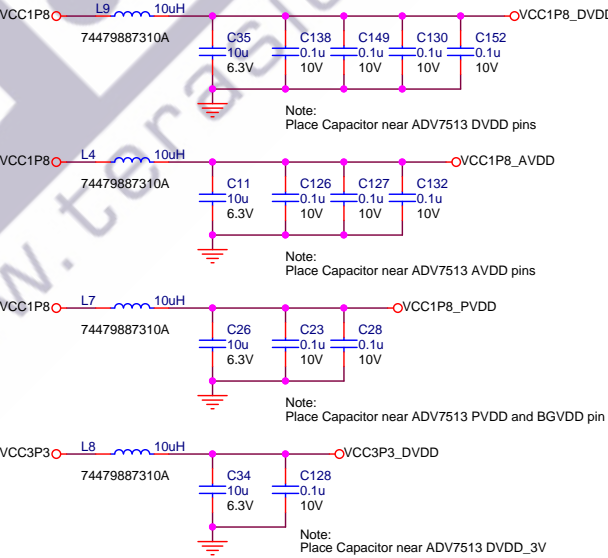 VCC1P8 L9 10uH VCC1P8_DVDD
74479887310A
C35 C138 C149 C130 C152
10u 0.1u 0.1u 0.1u 0.1u
6.3V 10V 10V 10V 10V
Note:
Place Capacitor near ADV7513 DVDD pins
VCC1P8 L4 10uH VCC1P8_AVDD
74479887310A
C11 C126 C127 C132
10u 0.1u 0.1u 0.1u
6.3V 10V 10V 10V
Note:
Place Capacitor near ADV7513 AVDD pins
VCC1P8 L7 10uH VCC1P8_PVDD
74479887310A
C26 C23 C28
10u 0.1u 0.1u
6.3V 10V 10V
Note:
Place Capacitor near ADV7513 PVDD and BGVDD pin
VCC3P3 L8 10uH VCC3P3_DVDD
74479887310A
C34 C128
10u 0.1u
6.3V 10V
Note:
Place Capacitor near ADV7513 DVDD_3V